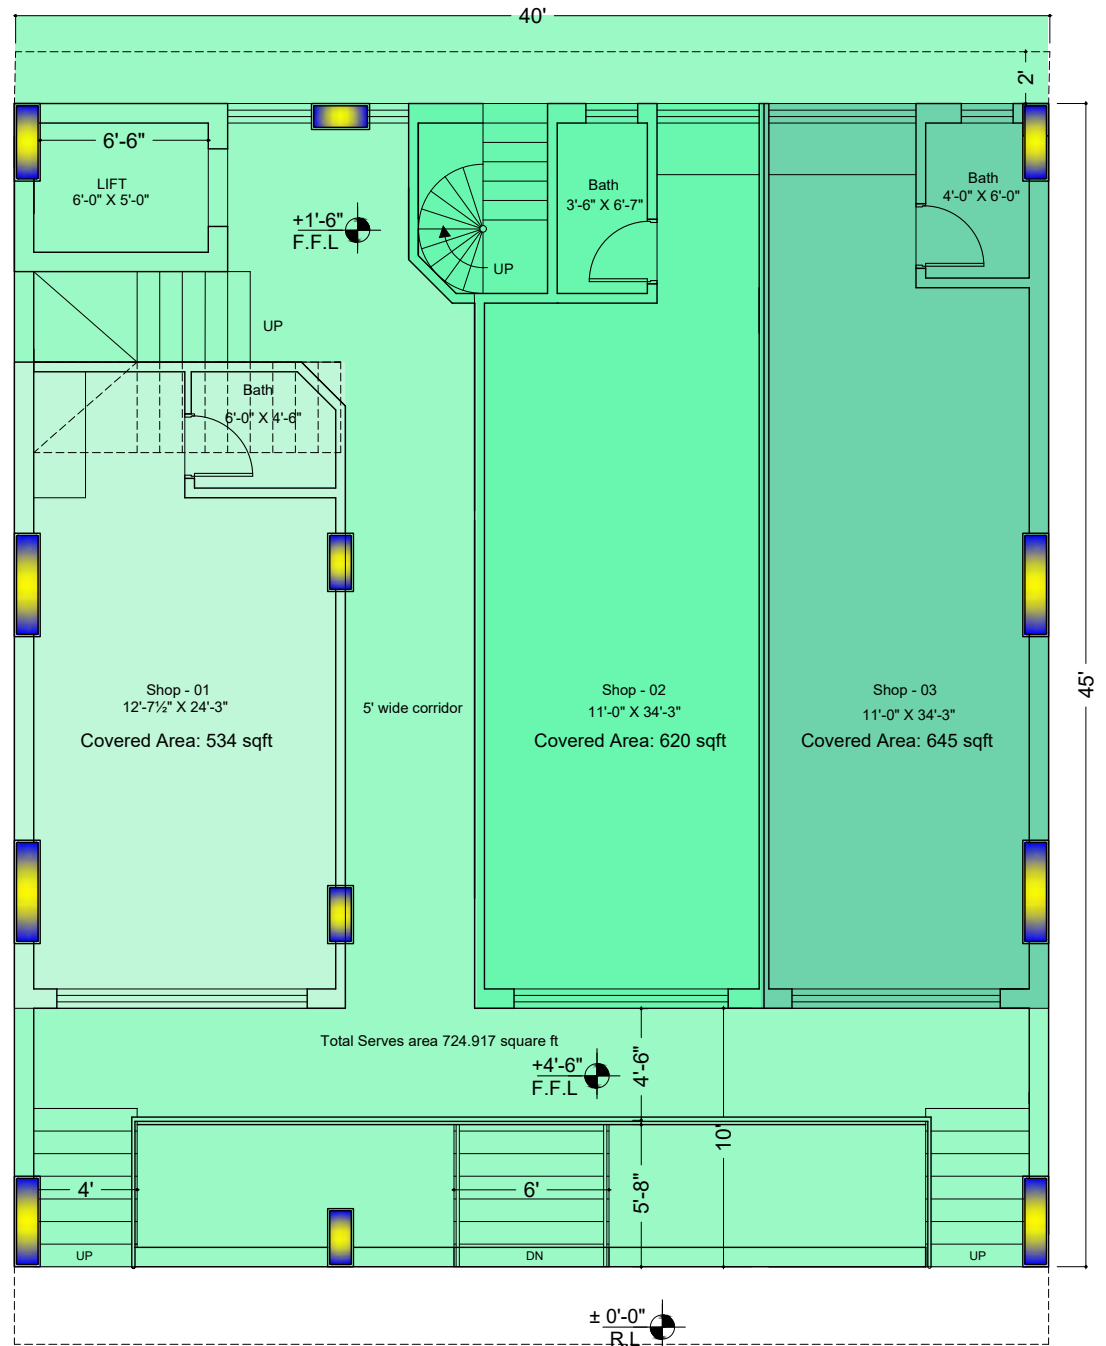 40'
2'
6'-6"
LIFT
6'-0" X 5'-0"
+1'-6"
F.F.L
UP
Bath
3'-6" X 6'-7"
Bath
4'-0" X 6'-0"
UP
Bath
6'-0" X 4'-6"
Shop - 01
12'-7½" X 24'-3"
Covered Area: 534 sqft
5' wide corridor
Shop - 02
11'-0" X 34'-3"
Covered Area: 620 sqft
Shop - 03
11'-0" X 34'-3"
Covered Area: 645 sqft
45'
Total Serves area 724.917 square ft
+4'-6"
F.F.L
4'-6"
10'
5'-8"
4'
6'
UP
DN
UP
± 0'-0"
R.L